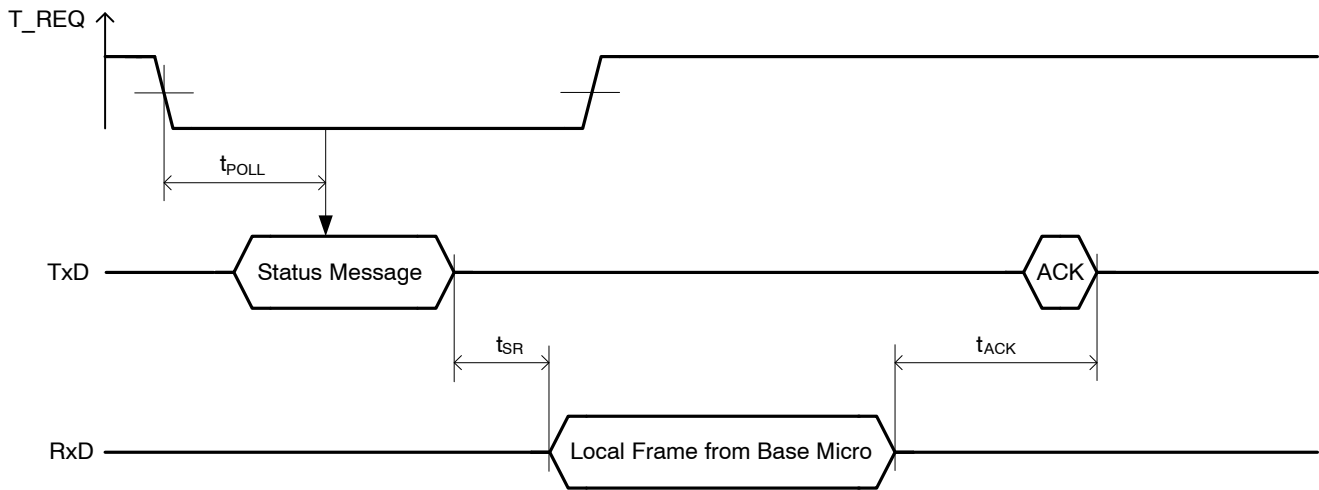 T_REQ
tPOLL
TxD
Status Message
ACK
tSR
tACK
RxD
Local Frame from Base Micro